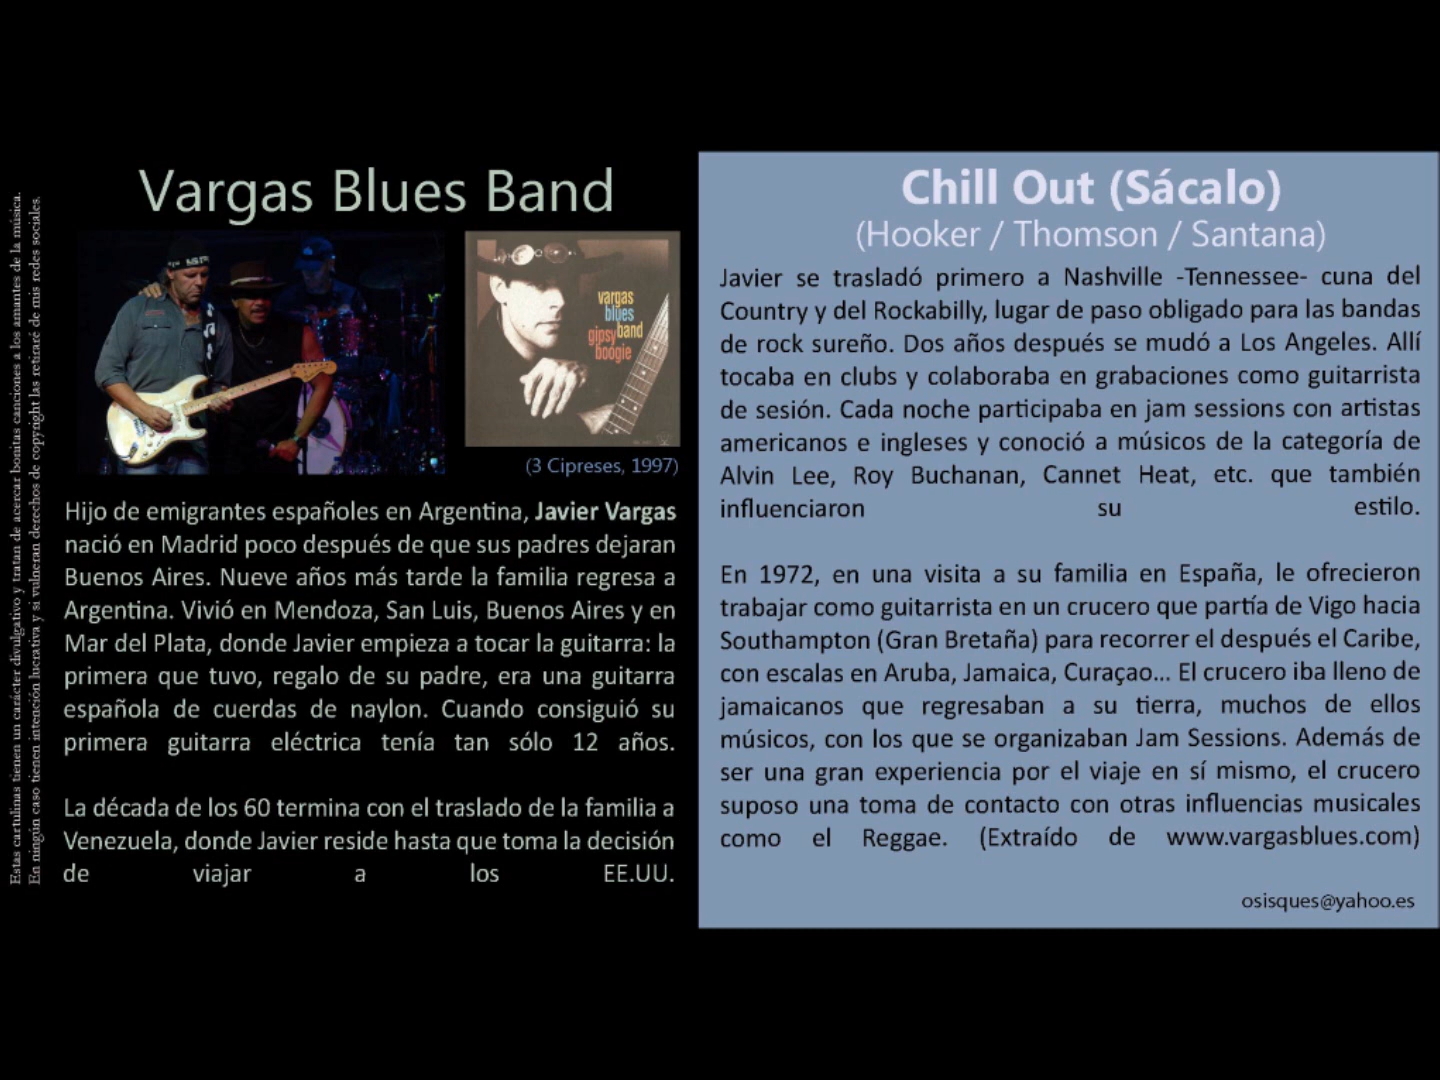 Estas cartulinas tienen un carácter divulgativo y tratan de acercar bonitas canciones a los amantes de la música.
En ningún caso tienen intención lucrativa y si vulneran derechos de copyright las retiraré de mis redes sociales.
Vargas Blues Band
vargas
blues
band
gipsy
boogie
(3 Cipreses, 1997)
Hijo de emigrantes españoles en Argentina, Javier Vargas
nació en Madrid poco después de que sus padres dejaran
Buenos Aires. Nueve años más tarde la familia regresa a
Argentina. Vivió en Mendoza, San Luis, Buenos Aires y en
Mar del Plata, donde Javier empieza a tocar la guitarra: la
primera que tuvo, regalo de su padre, era una guitarra
española de cuerdas de naylon. Cuando consiguió su
primera guitarra eléctrica tenía tan sólo 12 años.
La década de los 60 termina con el traslado de la familia a
Venezuela, donde Javier reside hasta que toma la decisión
de viajar a los EE.UU.
Chill Out (Sácalo)
(Hooker / Thomson / Santana)
Javier se trasladó primero a Nashville -Tennessee- cuna del
Country y del Rockabilly, lugar de paso obligado para las bandas
de rock sureño. Dos años después se mudó a Los Angeles. Allí
tocaba en clubs y colaboraba en grabaciones como guitarrista
de sesión. Cada noche participaba en jam sessions con artistas
americanos e ingleses y conoció a músicos de la categoría de
Alvin Lee, Roy Buchanan, Cannet Heat, etc. que también
influenciaron su estilo.
En 1972, en una visita a su familia en España, le ofrecieron
trabajar como guitarrista en un crucero que partía de Vigo hacia
Southampton (Gran Bretaña) para recorrer el después el Caribe,
con escalas en Aruba, Jamaica, Curaçao... El crucero iba lleno de
jamaicanos que regresaban a su tierra, muchos de ellos
músicos, con los que se organizaban Jam Sessions. Además de
ser una gran experiencia por el viaje en sí mismo, el crucero
suposo una toma de contacto con otras influencias musicales
como el Reggae. (Extraído de www.vargasblues.com)
osisques@yahoo.es